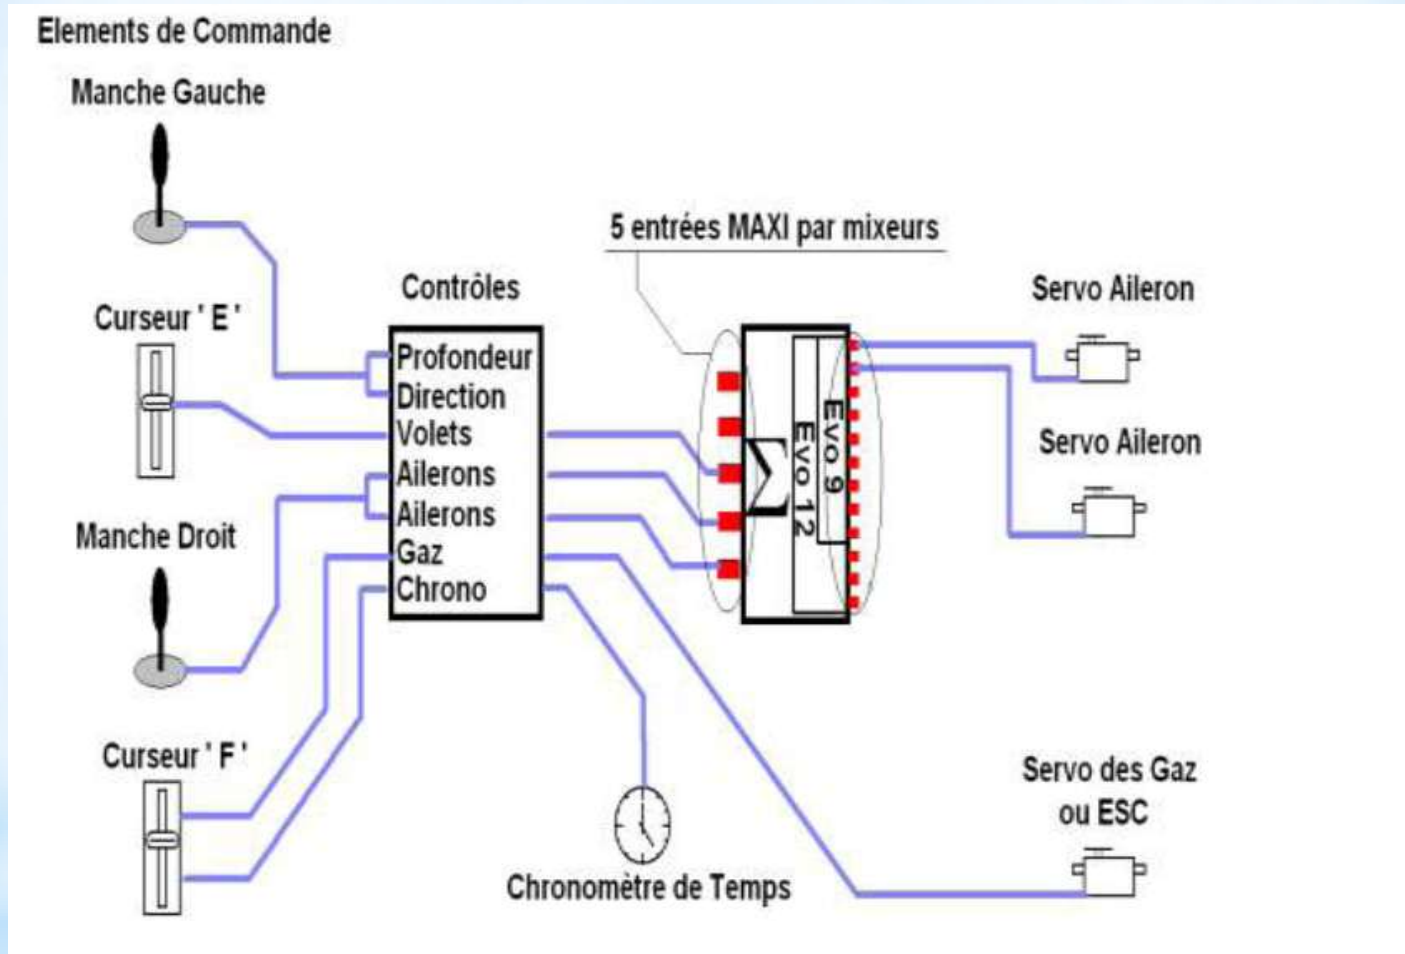 Elements de Commande
Manche Gauche
5 entrées MAXI par mixeurs
Contrôles
Servo Aileron
Curseur ' E '
Profondeur
Direction
Volets
Ailerons
Ailerons
Gaz
Chrono
Σ
Evo 9
Evo 12
Servo Aileron
Manche Droit
Curseur ' F '
Servo des Gaz
ou ESC
Chronomètre de Temps